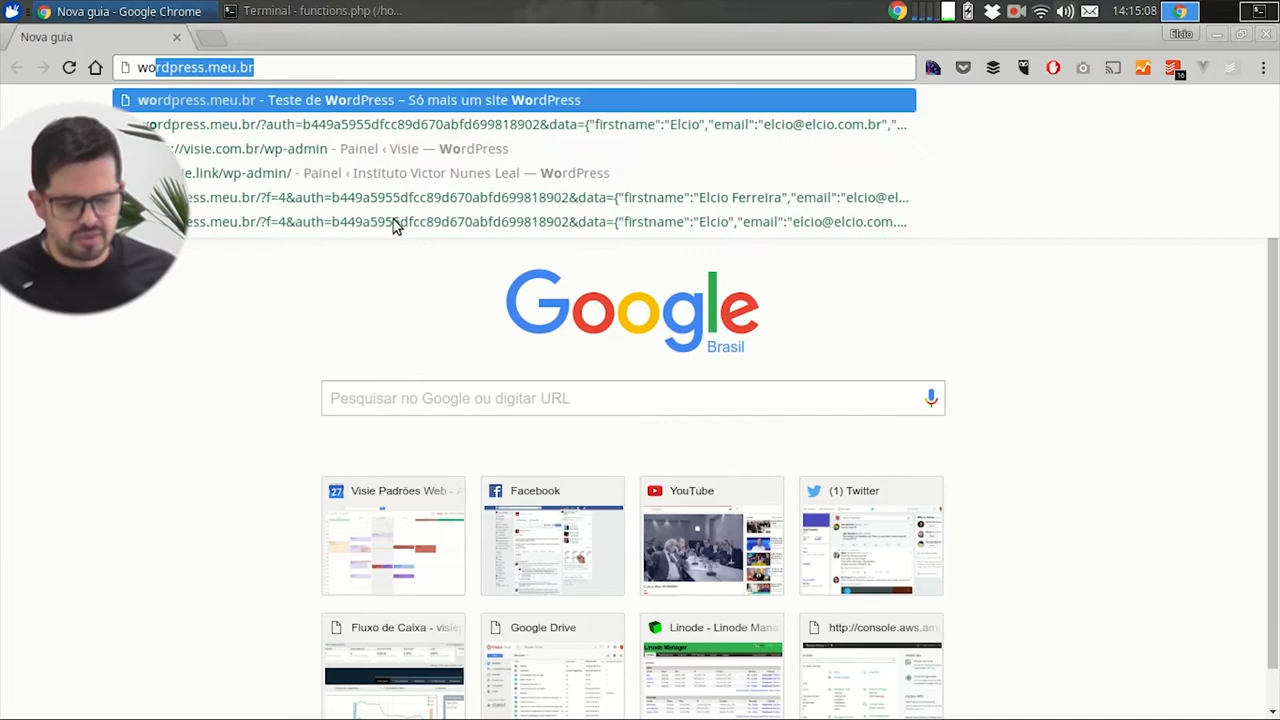 Nova guia - Google Chrome
Terminal - functions.php (/ho...
14:15:08
Nova guia
Elcio
wordpress.meu.br
16
wordpress.meu.br - Teste de WordPress – Só mais um site WordPress
wordpress.meu.br/?auth=b449a5955dfcc89d670abfd699818902&data={"firstname":"Elcio","email":"elcio@elcio.com.br","...
://visie.com.br/wp-admin - Painel ‹ Visie — WordPress
e.link/wp-admin/ - Painel ‹ Instituto Victor Nunes Leal — WordPress
ess.meu.br/?f=4&auth=b449a5955dfcc89d670abfd699818902&data={"firstname":"Elcio Ferreira","email":"elcio@el...
ess.meu.br/?f=4&auth=b449a5955dfcc89d670abfd699818902&data={"firstname":"Elcio","email":"elcio@elcio.com....
Google
Brasil
Pesquisar no Google ou digitar URL
27 Visie Padrões Web - A
Facebook
YouTube
(1) Twitter
Fluxo de Caixa - visie
Google Drive
Linode - Linode Mana
http://console.aws.am